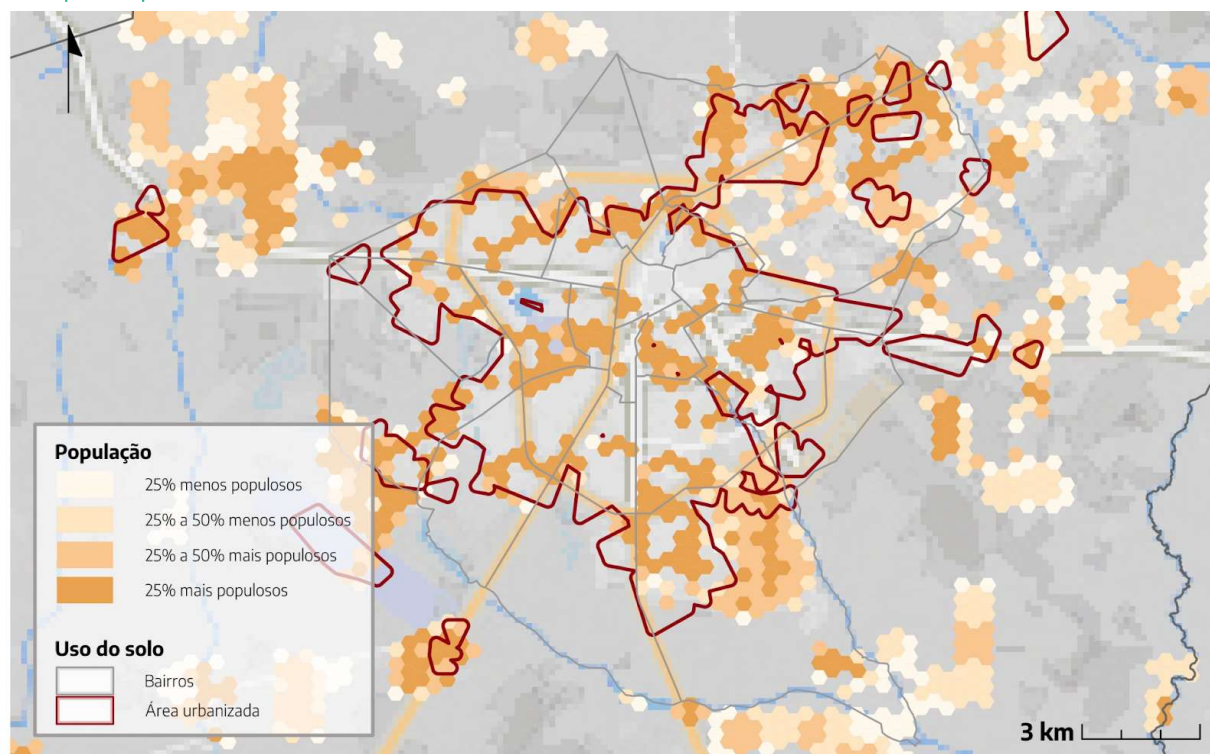 População
25% menos populosos
25% a 50% menos populosos
25% a 50% mais populosos
25% mais populosos
Uso do solo
Bairros
Área urbanizada
3 km